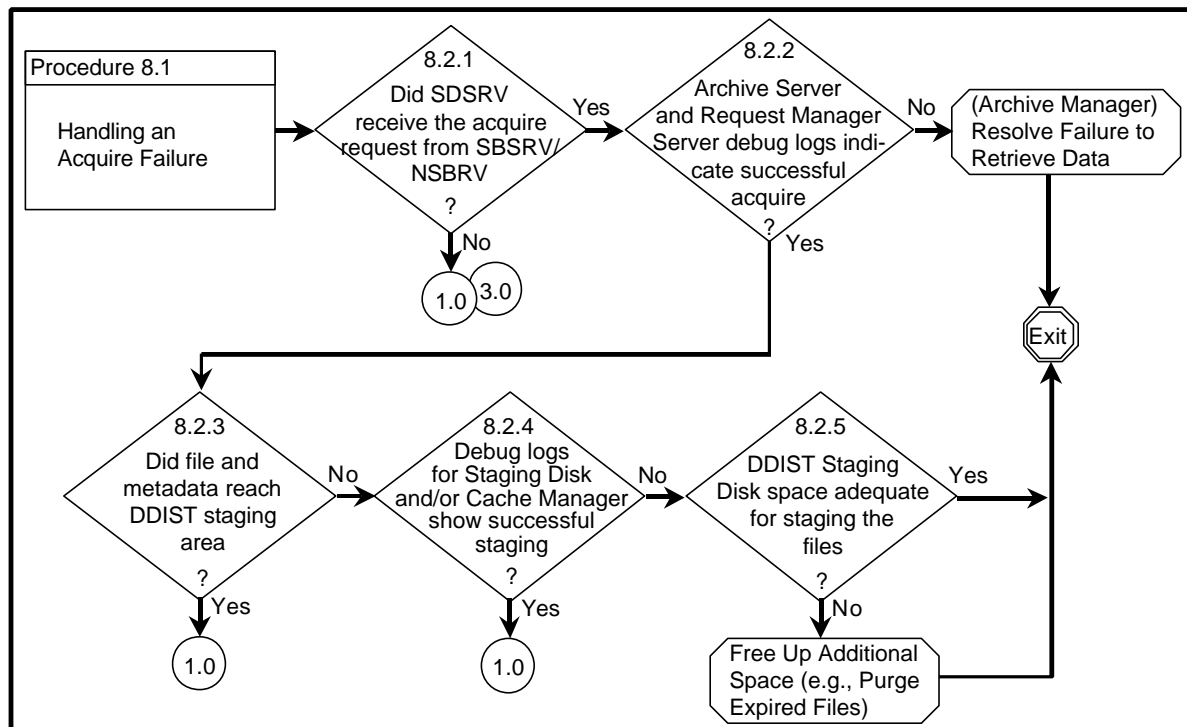 Procedure 8.1
Handling an
Acquire Failure
8.2.1
Did SDSRV
receive the acquire
request from SBSRV/
NSBRV
?
Yes
No
1.0
3.0
8.2.2
Archive Server
and Request Manager
Server debug logs indi-
cate successful
acquire
?
No
Yes
(Archive Manager)
Resolve Failure to
Retrieve Data
Exit
8.2.3
Did file and
metadata reach
DDIST staging
area
?
No
Yes
1.0
8.2.4
Debug logs
for Staging Disk
and/or Cache Manager
show successful
staging
?
No
Yes
1.0
8.2.5
DDIST Staging
Disk space adequate
for staging the
files
?
Yes
No
Free Up Additional
Space (e.g., Purge
Expired Files)